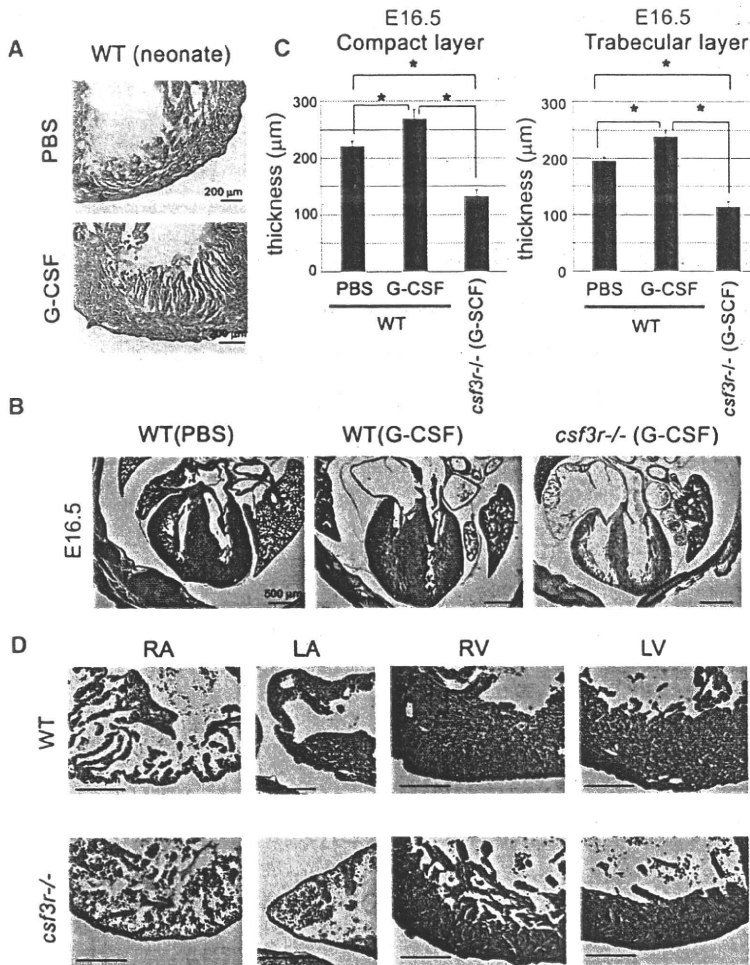 A
WT (neonate)
PBS
200 μm
G-CSF
200 μm
C
E16.5
Compact layer
*
*
*
thickness (μm)
300
200
100
0
PBS
G-CSF
WT
csf3r-/- (G-SCF)
E16.5
Trabecular layer
*
*
*
thickness (μm)
300
200
100
0
PBS
G-CSF
WT
csf3r-/- (G-SCF)
B
WT(PBS)
WT(G-CSF)
csf3r-/- (G-CSF)
E16.5
500 μm
D
RA
LA
RV
LV
WT
csf3r-/-